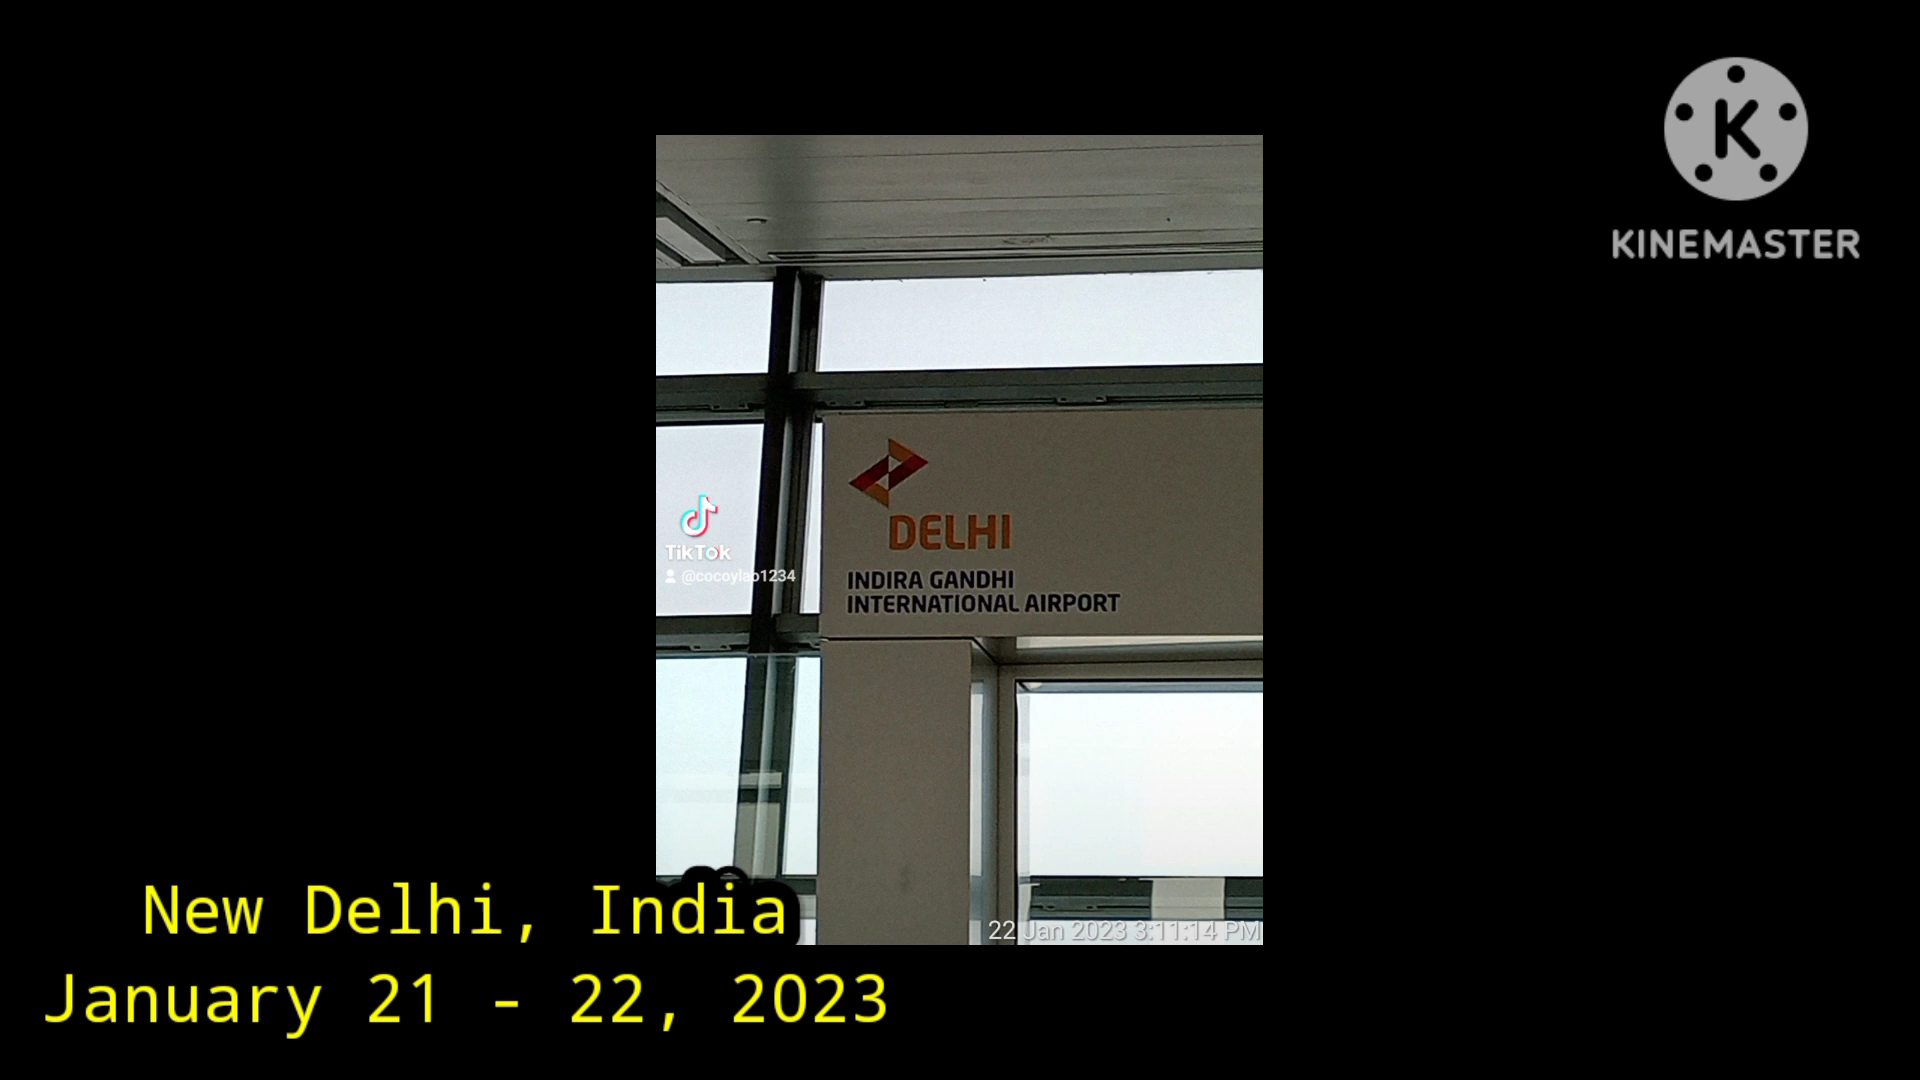 K
KINEMASTER
DELHI
INDIRA GANDHI
INTERNATIONAL AIRPORT
TikTok
@cocoylao1234
22 Jan 2023 3:11:14 PM
New Delhi, India
January 21 - 22, 2023